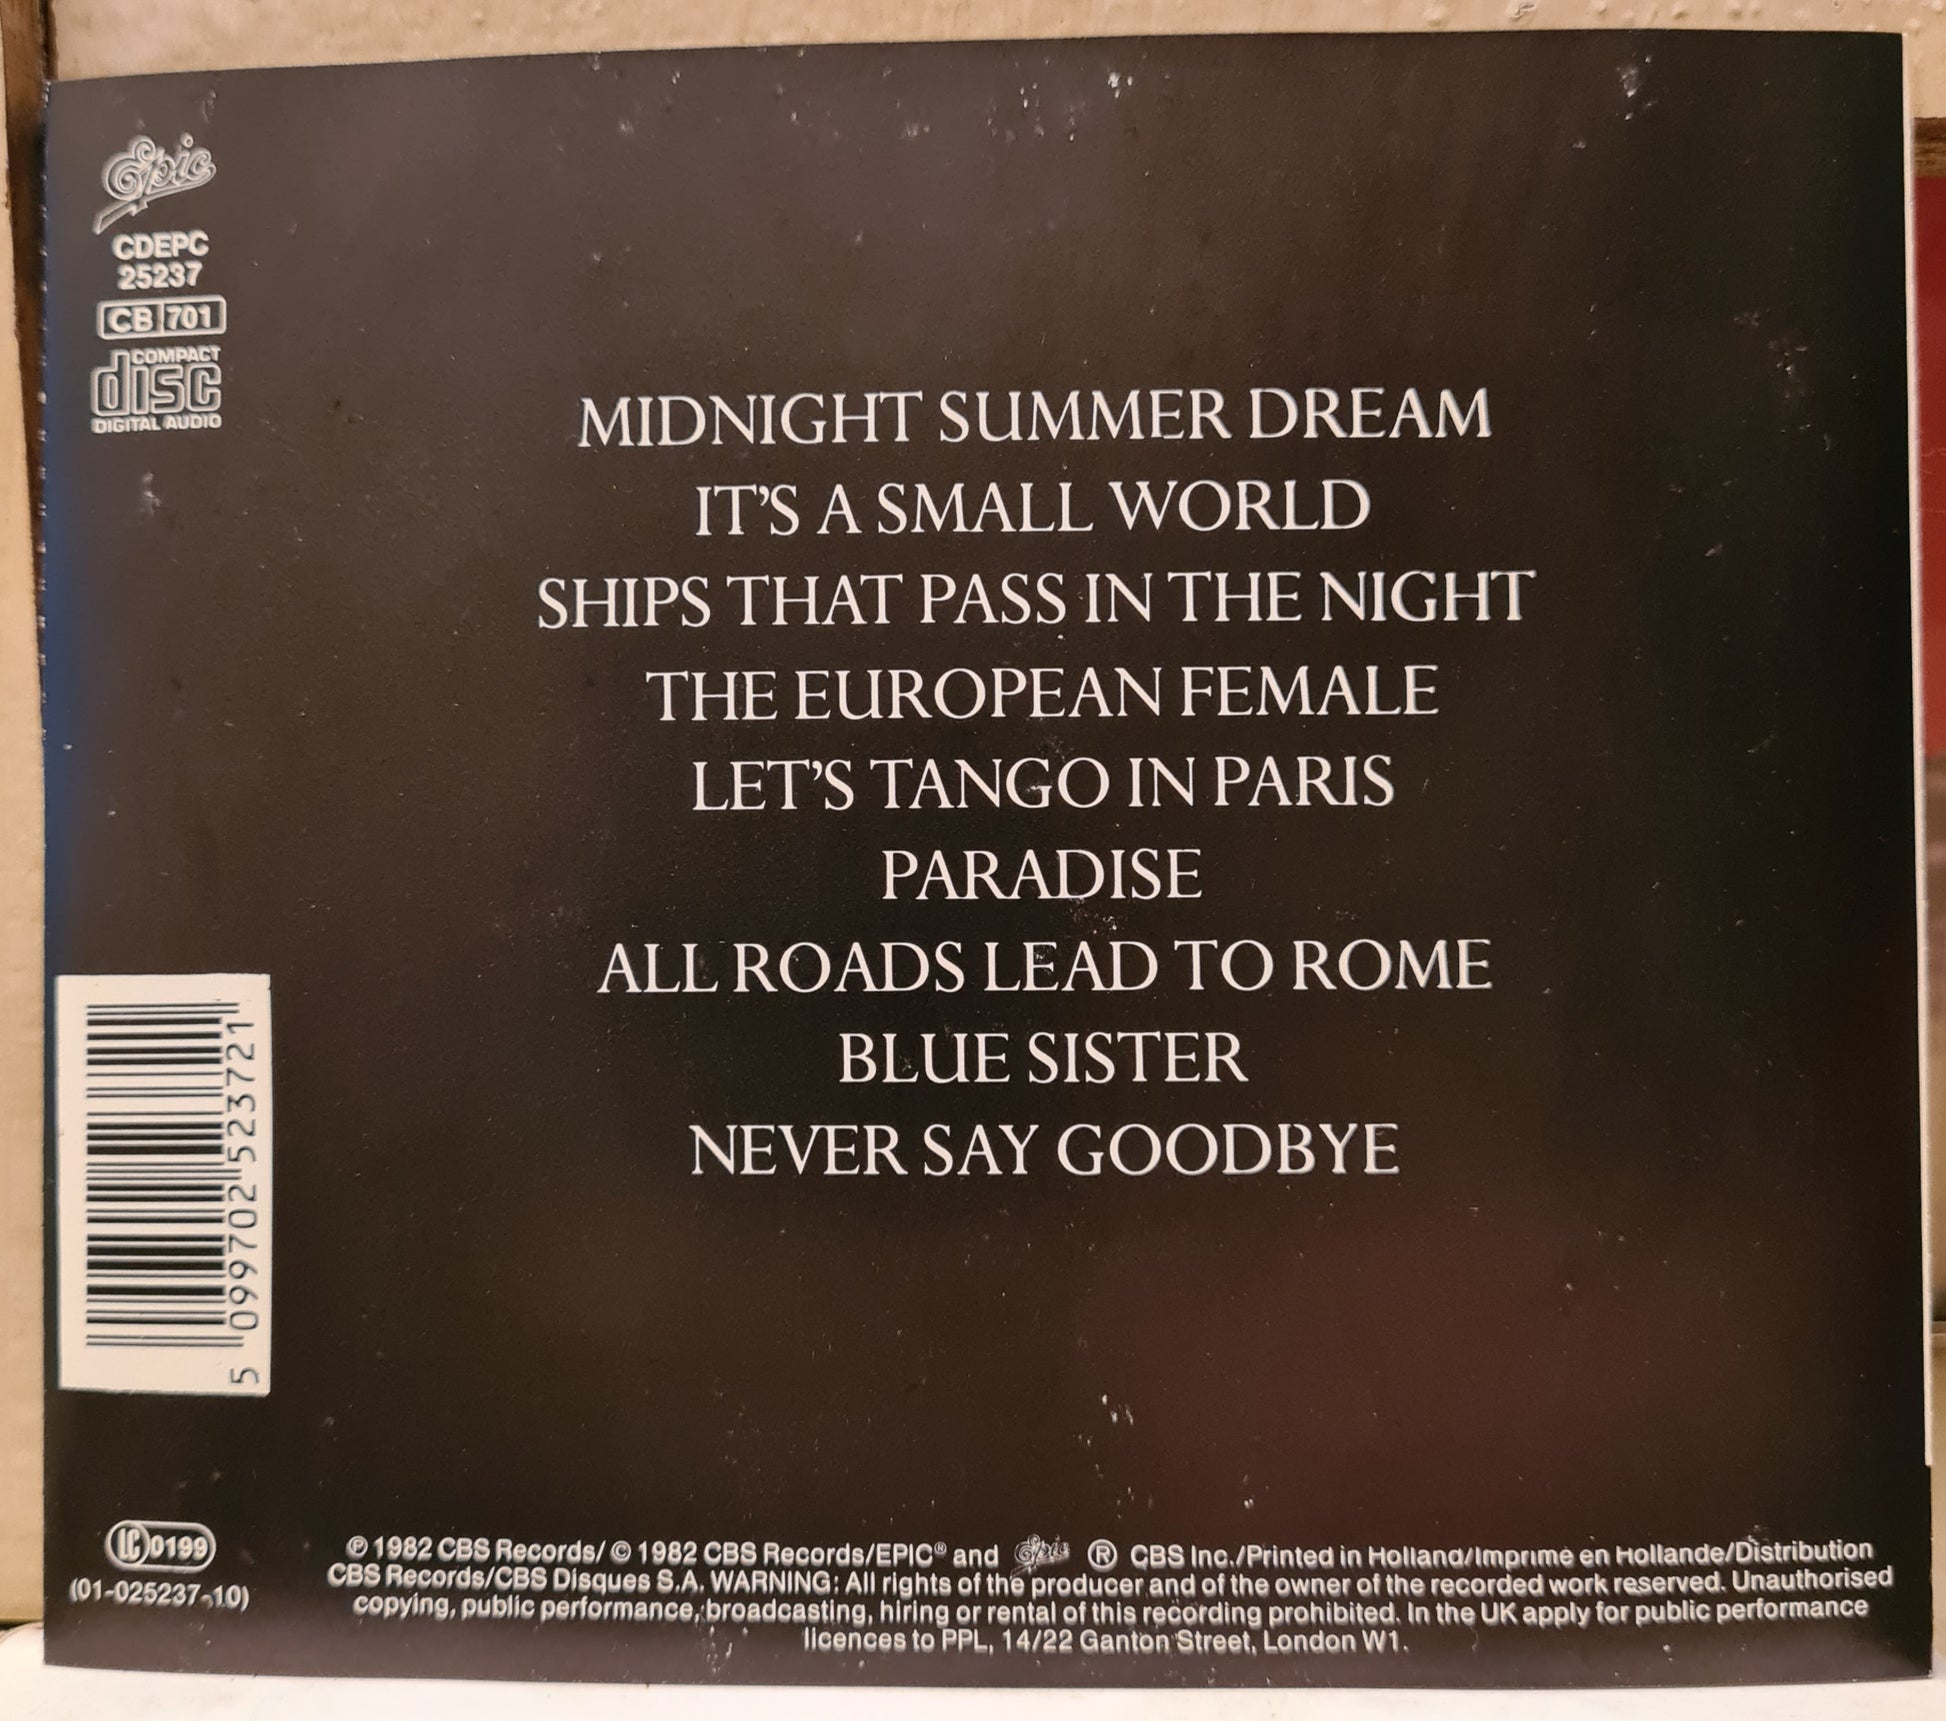 Epic
CDEPC
25237
CB 701
COMPACT
disc
DIGITAL AUDIO
MIDNIGHT SUMMER DREAM
IT'S A SMALL WORLD
SHIPS THAT PASS IN THE NIGHT
THE EUROPEAN FEMALE
LET'S TANGO IN PARIS
PARADISE
ALL ROADS LEAD TO ROME
BLUE SISTER
NEVER SAY GOODBYE
5 099702 523721
LC 0199
(01-025237-10)
℗ 1982 CBS Records/ © 1982 CBS Records/EPIC® and Epic ® CBS Inc./Printed in Holland/Imprimé en Hollande/Distribution
CBS Records/CBS Disques S.A. WARNING: All rights of the producer and of the owner of the recorded work reserved. Unauthorised
copying, public performance, broadcasting, hiring or rental of this recording prohibited. In the UK apply for public performance
licences to PPL, 14/22 Ganton Street, London W1.